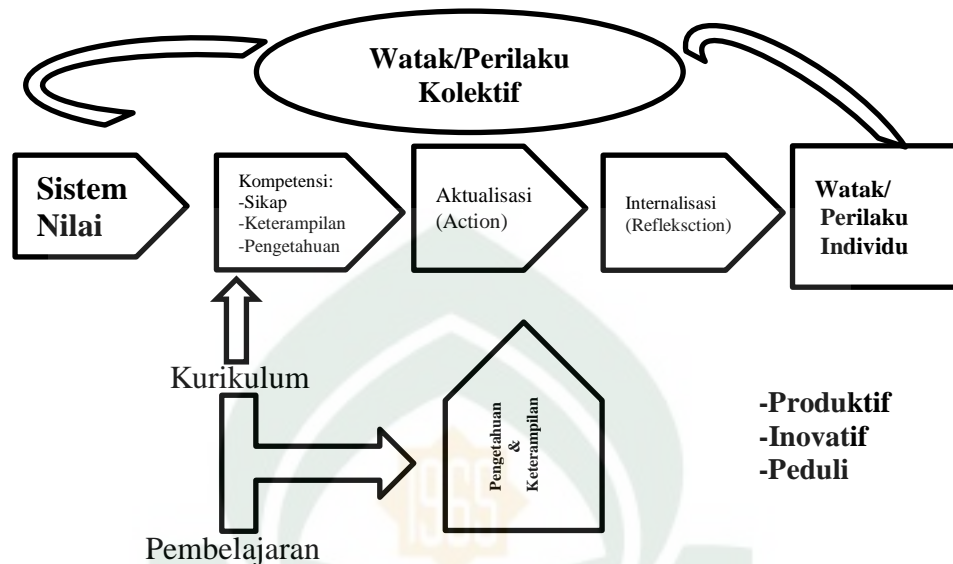 Watak/Perilaku
Kolektif
Sistem
Nilai
Kompetensi:
-Sikap
-Keterampilan
-Pengetahuan
Aktualisasi
(Action)
Internalisasi
(Refleksction)
Watak/
Perilaku
Individu
Kurikulum
Pengetahuan
&
Keterampilan
-Produktif
-Inovatif
-Peduli
1965
Pembelajaran